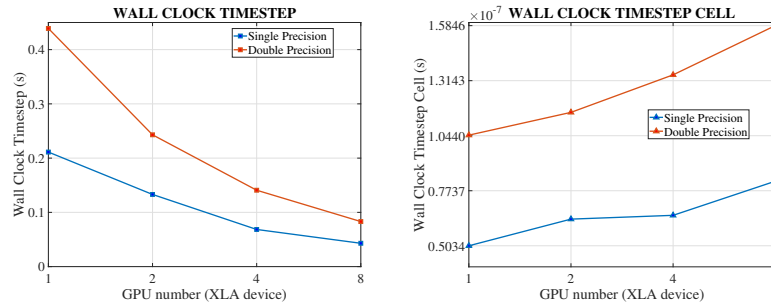 WALL CLOCK TIMESTEP
Wall Clock Timestep (s)
0.4
0.3
0.2
0.1
0
Single Precision
Double Precision
1 2 4 8
GPU number (XLA device)
WALL CLOCK TIMESTEP CELL
×10⁻⁷
Wall Clock Timestep Cell (s)
1.5846
1.3143
1.0440
0.7737
0.5034
Single Precision
Double Precision
1 2 4
GPU number (XLA device)